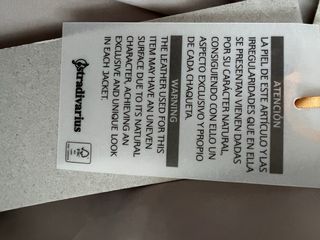 ATENCIÓN
LA PIEL DE ESTE ARTÍCULO Y LAS
IRREGULARIDADES QUE EN ELLA
SE PRESENTAN VIENEN DADAS
POR SU CARÁCTER NATURAL,
CONSIGUIENDO CON ELLO UN
ASPECTO EXCLUSIVO Y PROPIO
DE CADA CHAQUETA.
WARNING
THE LEATHER USED FOR THIS
ITEM MAY HAVE AN UNEVEN
SURFACE DUE TO ITS NATURAL
CHARACTER, ACHIEVING AN
EXCLUSIVE AND UNIQUE LOOK
IN EACH JACKET.
stradivarius